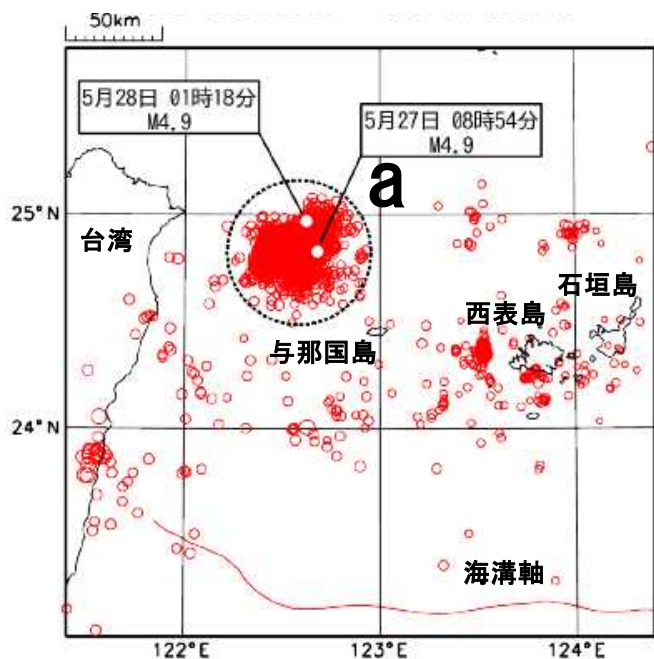 50km
5月28日 01時18分
M4.9
5月27日 08時54分
M4.9
a
25°N
台湾
石垣島
西表島
与那国島
24°N
海溝軸
122°E
123°E
124°E